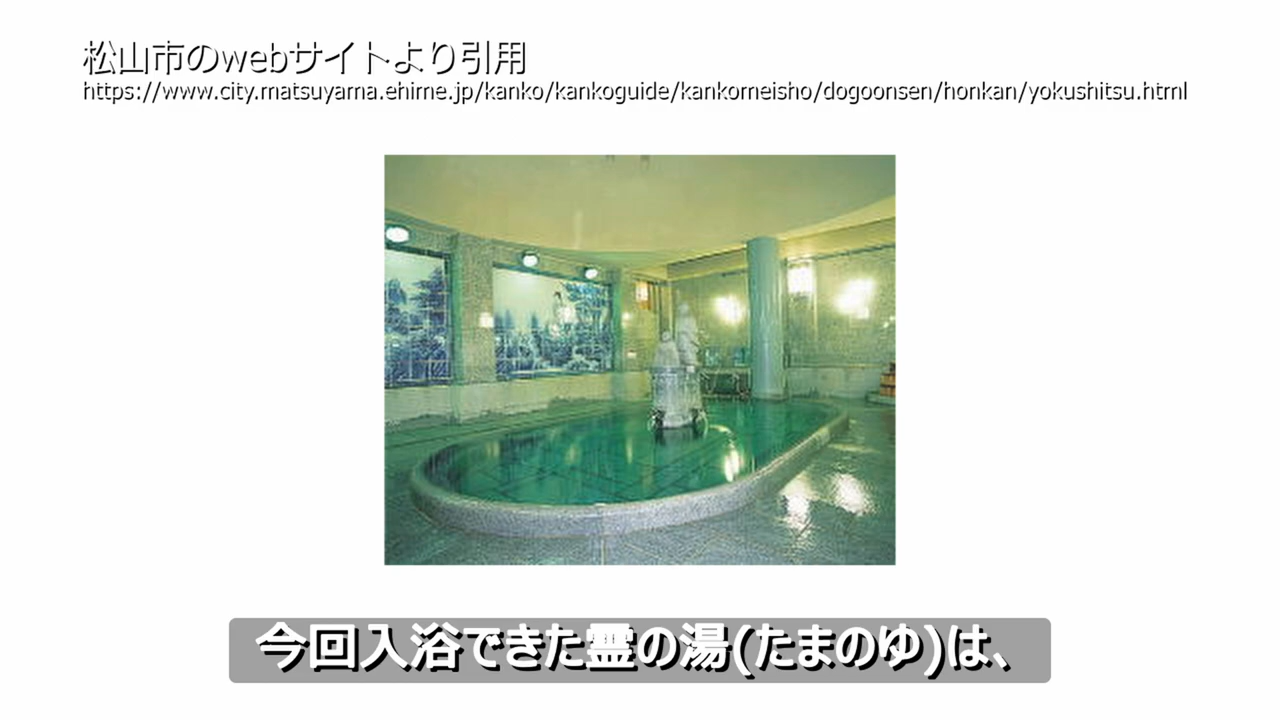 松山市のwebサイトより引用
https://www.city.matsuyama.ehime.jp/kanko/kankoguide/kankomeisho/dogoonsen/honkan/yokushitsu.html
今回入浴できた霊の湯(たまのゆ)は、